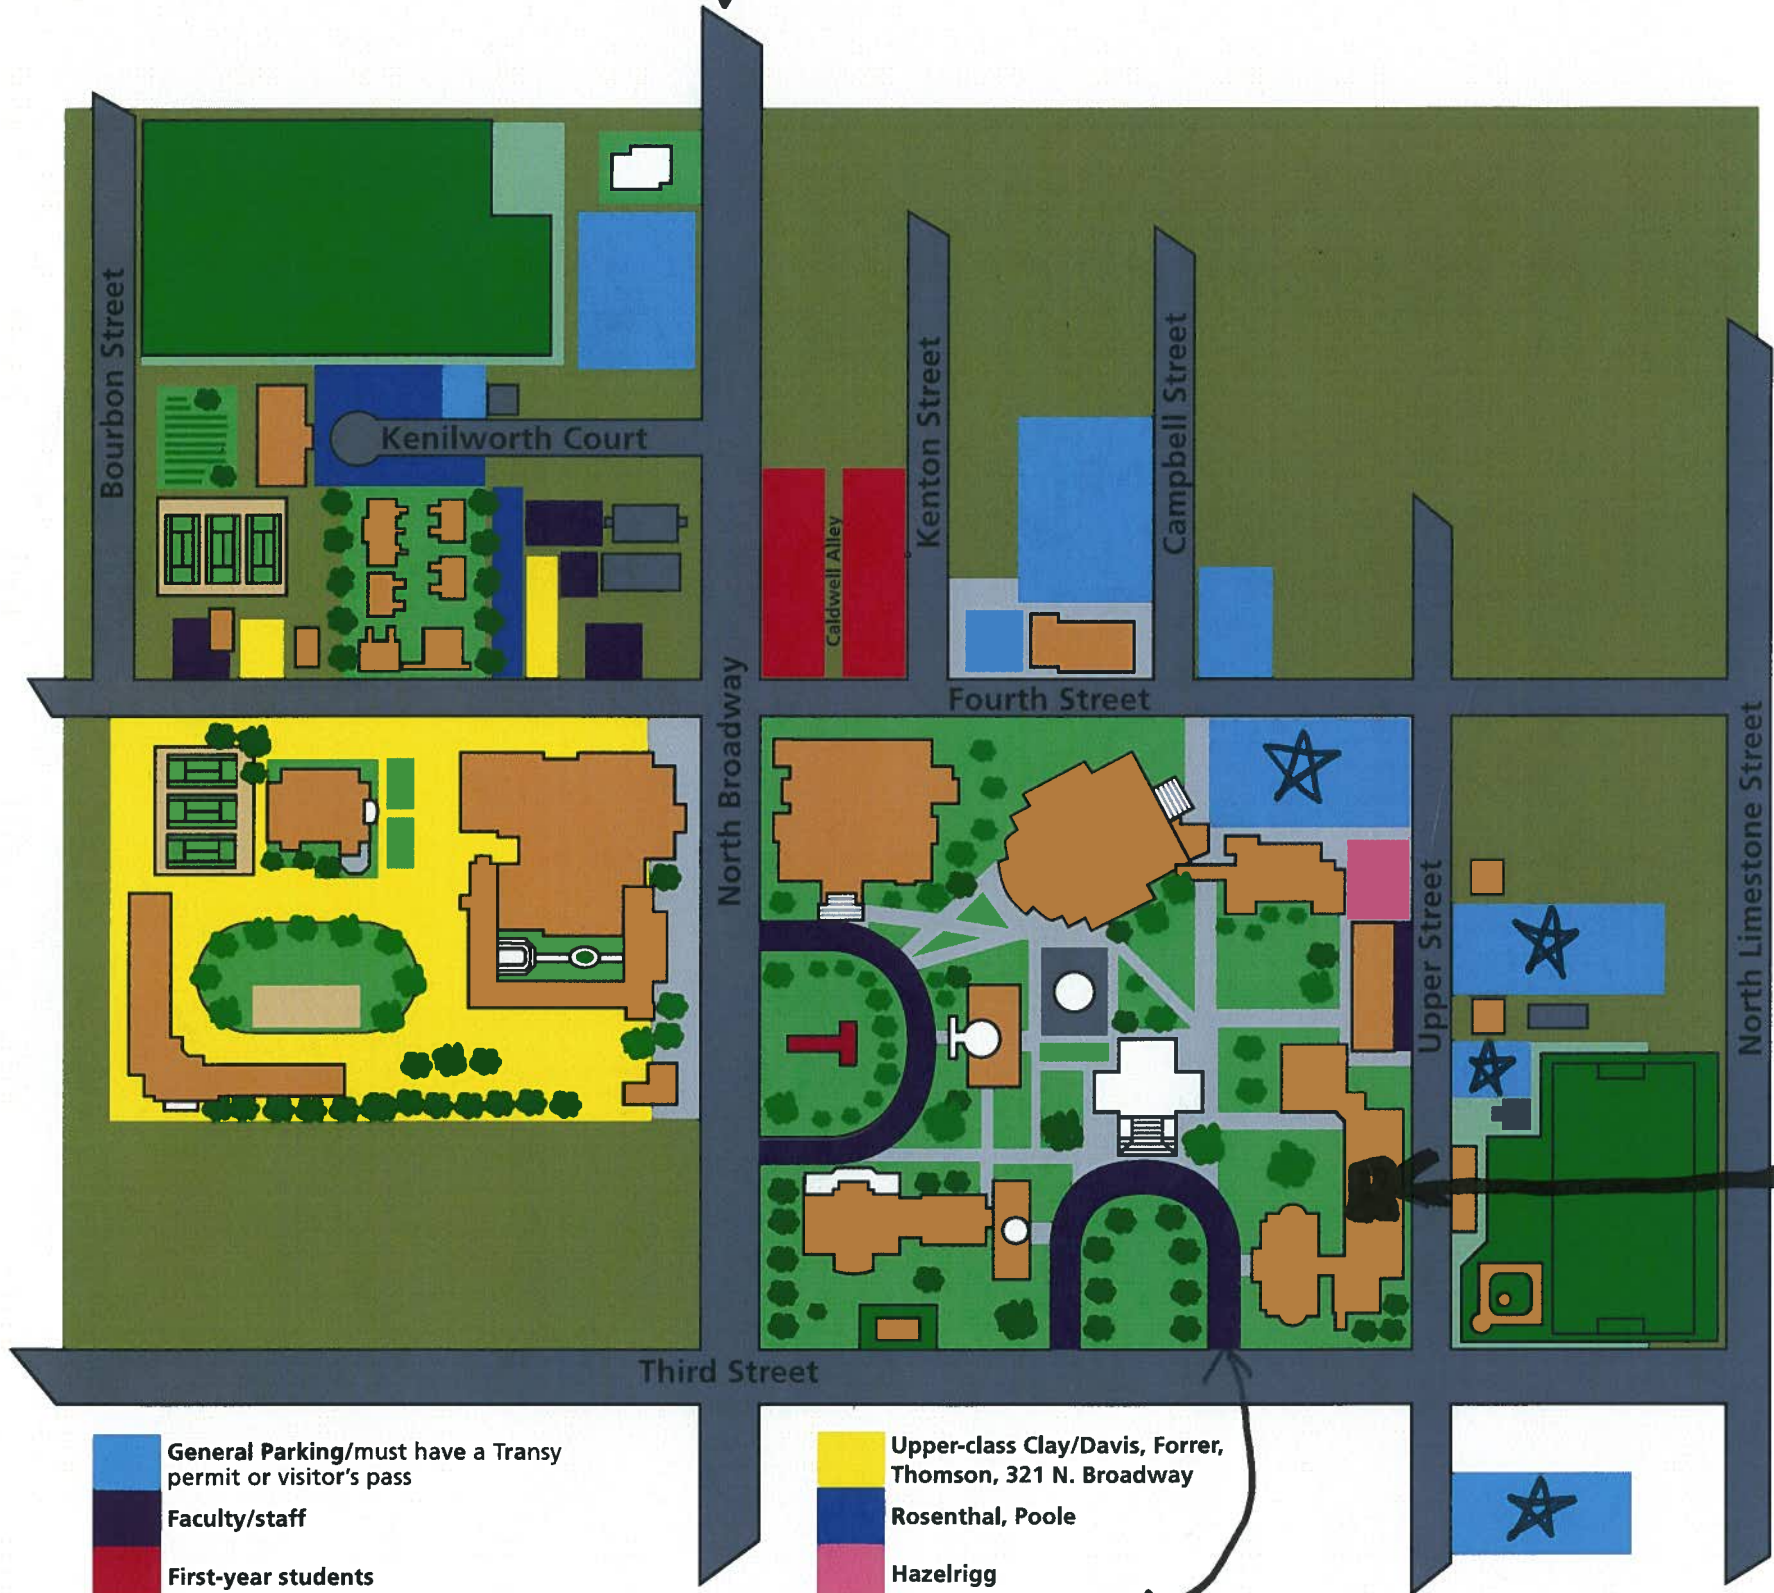 Bourbon Street
Kenilworth Court
Kenton Street
Campbell Street
Caldwell Alley
Fourth Street
North Broadway
Upper Street
North Limestone Street
Third Street
General Parking/must have a Transy
permit or visitor's pass
Faculty/staff
First-year students
Upper-class Clay/Davis, Forrer,
Thomson, 321 N. Broadway
Rosenthal, Poole
Hazelrigg